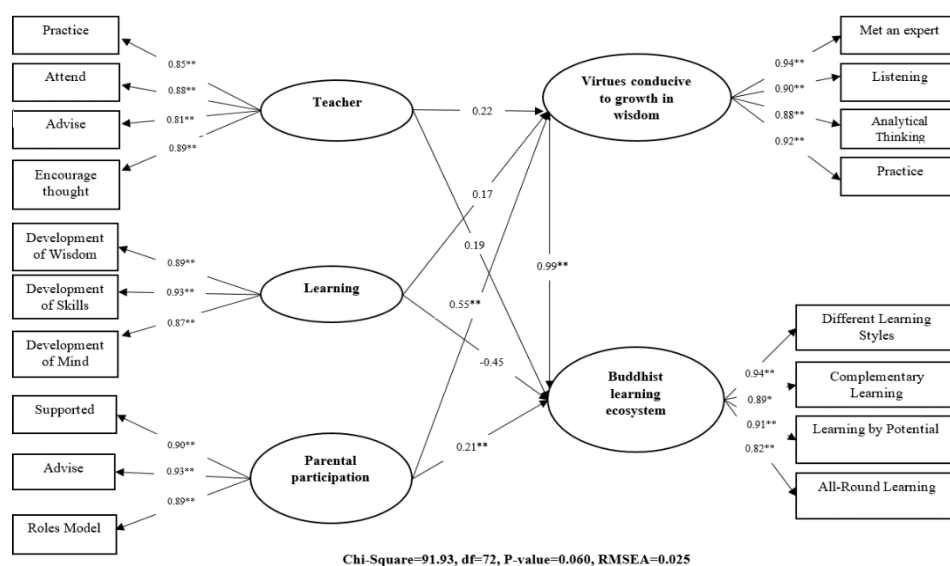 Practice
Attend
Advise
Encourage
thought
0.85**
0.88**
0.81**
0.89**
Teacher
Development
of Wisdom
Development
of Skills
Development
of Mind
0.89**
0.93**
0.87**
Learning
Supported
Advise
Roles Model
0.90**
0.93**
0.89**
Parental
participation
0.22
0.17
0.19
0.55**
-0.45
0.21**
0.99**
Virtues conducive
to growth in
wisdom
0.94**
0.90**
0.88**
0.92**
Met an expert
Listening
Analytical
Thinking
Practice
Buddhist
learning
ecosystem
0.94**
0.89*
0.91**
0.82**
Different Learning
Styles
Complementary
Learning
Learning by Potential
All-Round Learning
Chi-Square=91.93, df=72, P-value=0.060, RMSEA=0.025